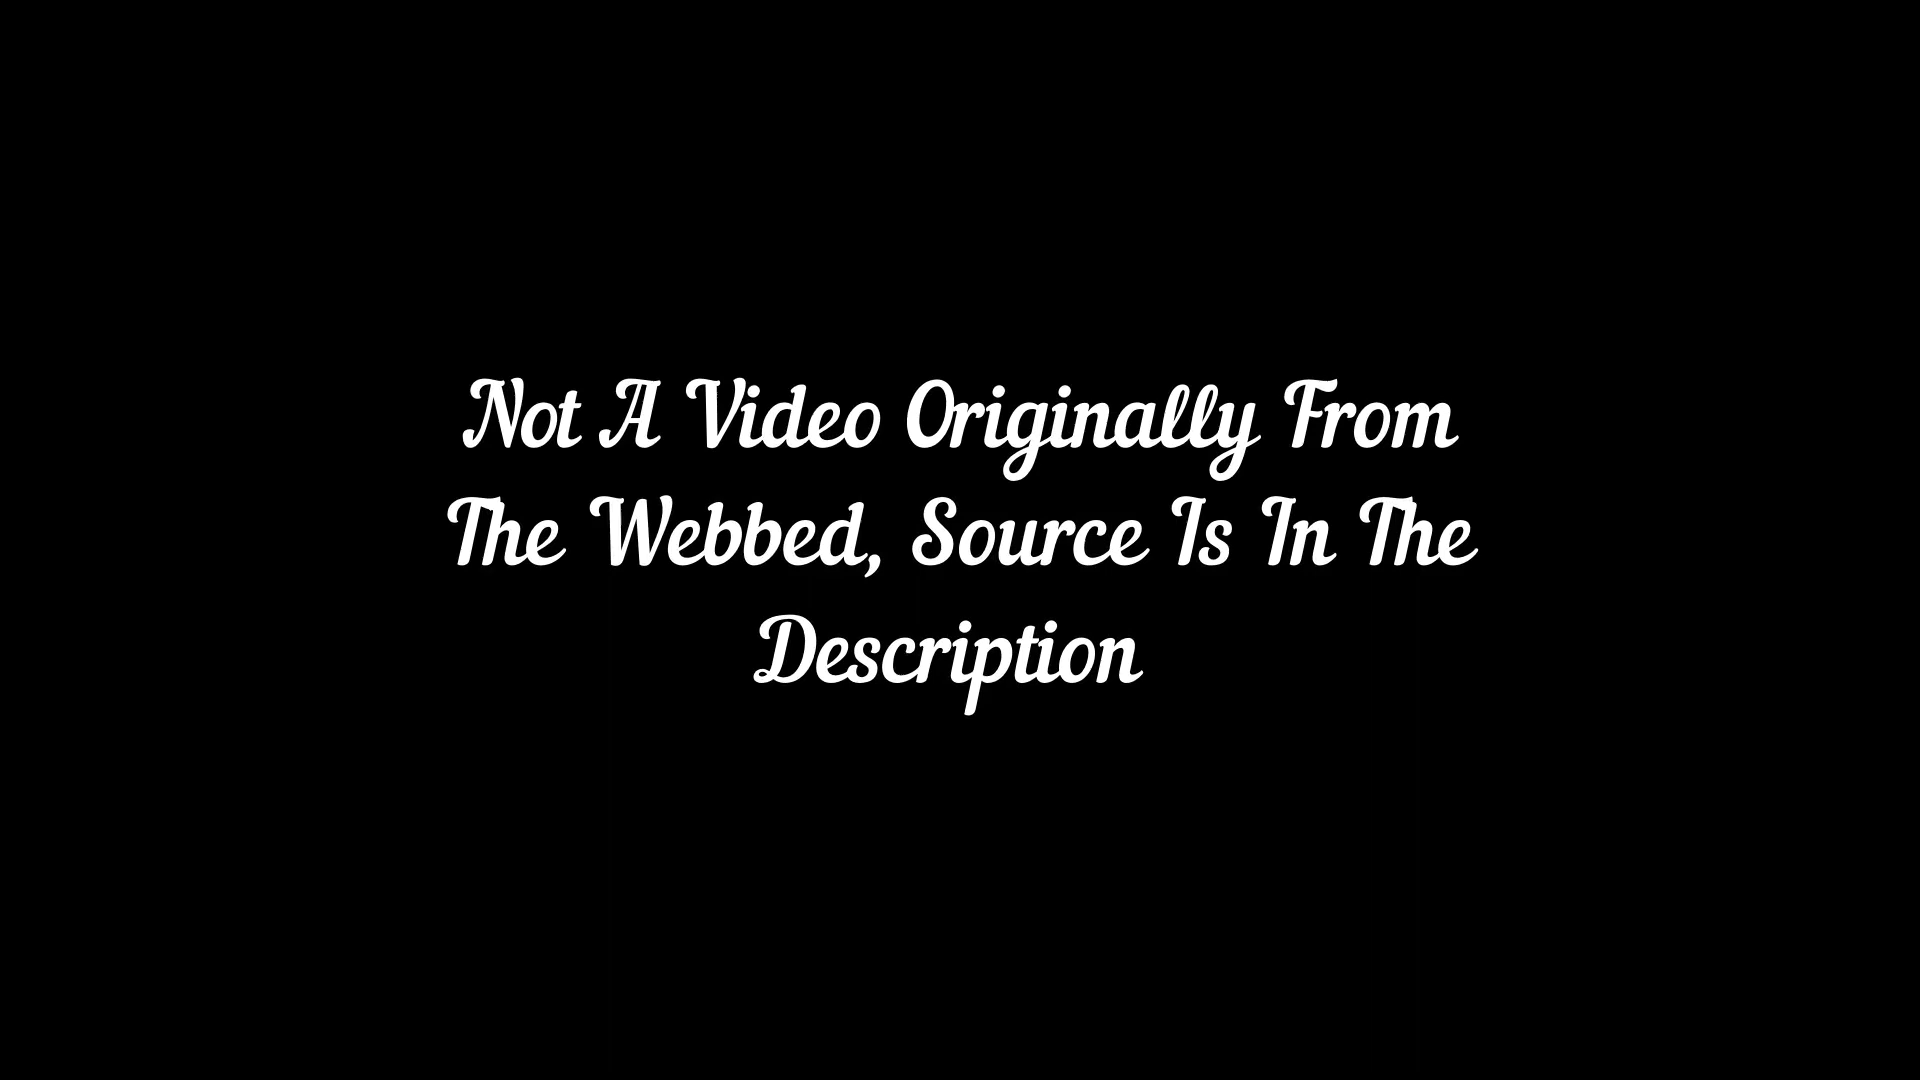 Not A Video Originally From
The Webbed, Source Is In The
Description